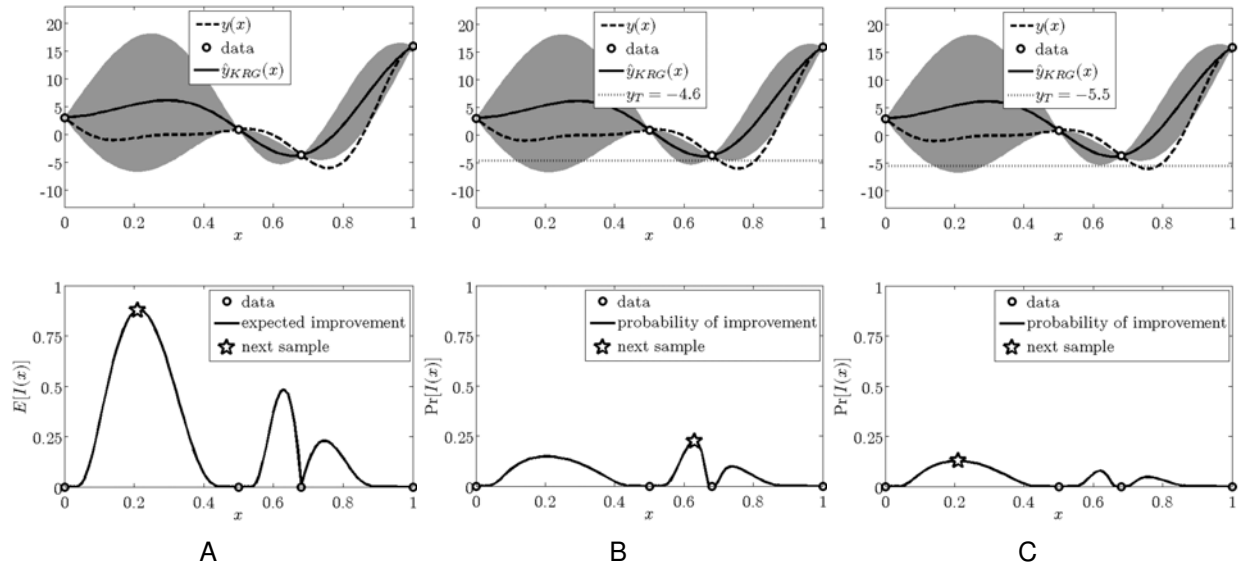 20
15
10
5
0
-5
-10
0
0.2
0.4
0.6
0.8
1
x
y(x)
data
ŷ_KRG(x)
20
15
10
5
0
-5
-10
0
0.2
0.4
0.6
0.8
1
x
y(x)
data
ŷ_KRG(x)
y_T = −4.6
20
15
10
5
0
-5
-10
0
0.2
0.4
0.6
0.8
1
x
y(x)
data
ŷ_KRG(x)
y_T = −5.5
1
0.75
0.5
0.25
0
E[I(x)]
0
0.2
0.4
0.6
0.8
1
x
data
expected improvement
next sample
A
1
0.75
0.5
0.25
0
Pr[I(x)]
0
0.2
0.4
0.6
0.8
1
x
data
probability of improvement
next sample
B
1
0.75
0.5
0.25
0
Pr[I(x)]
0
0.2
0.4
0.6
0.8
1
x
data
probability of improvement
next sample
C